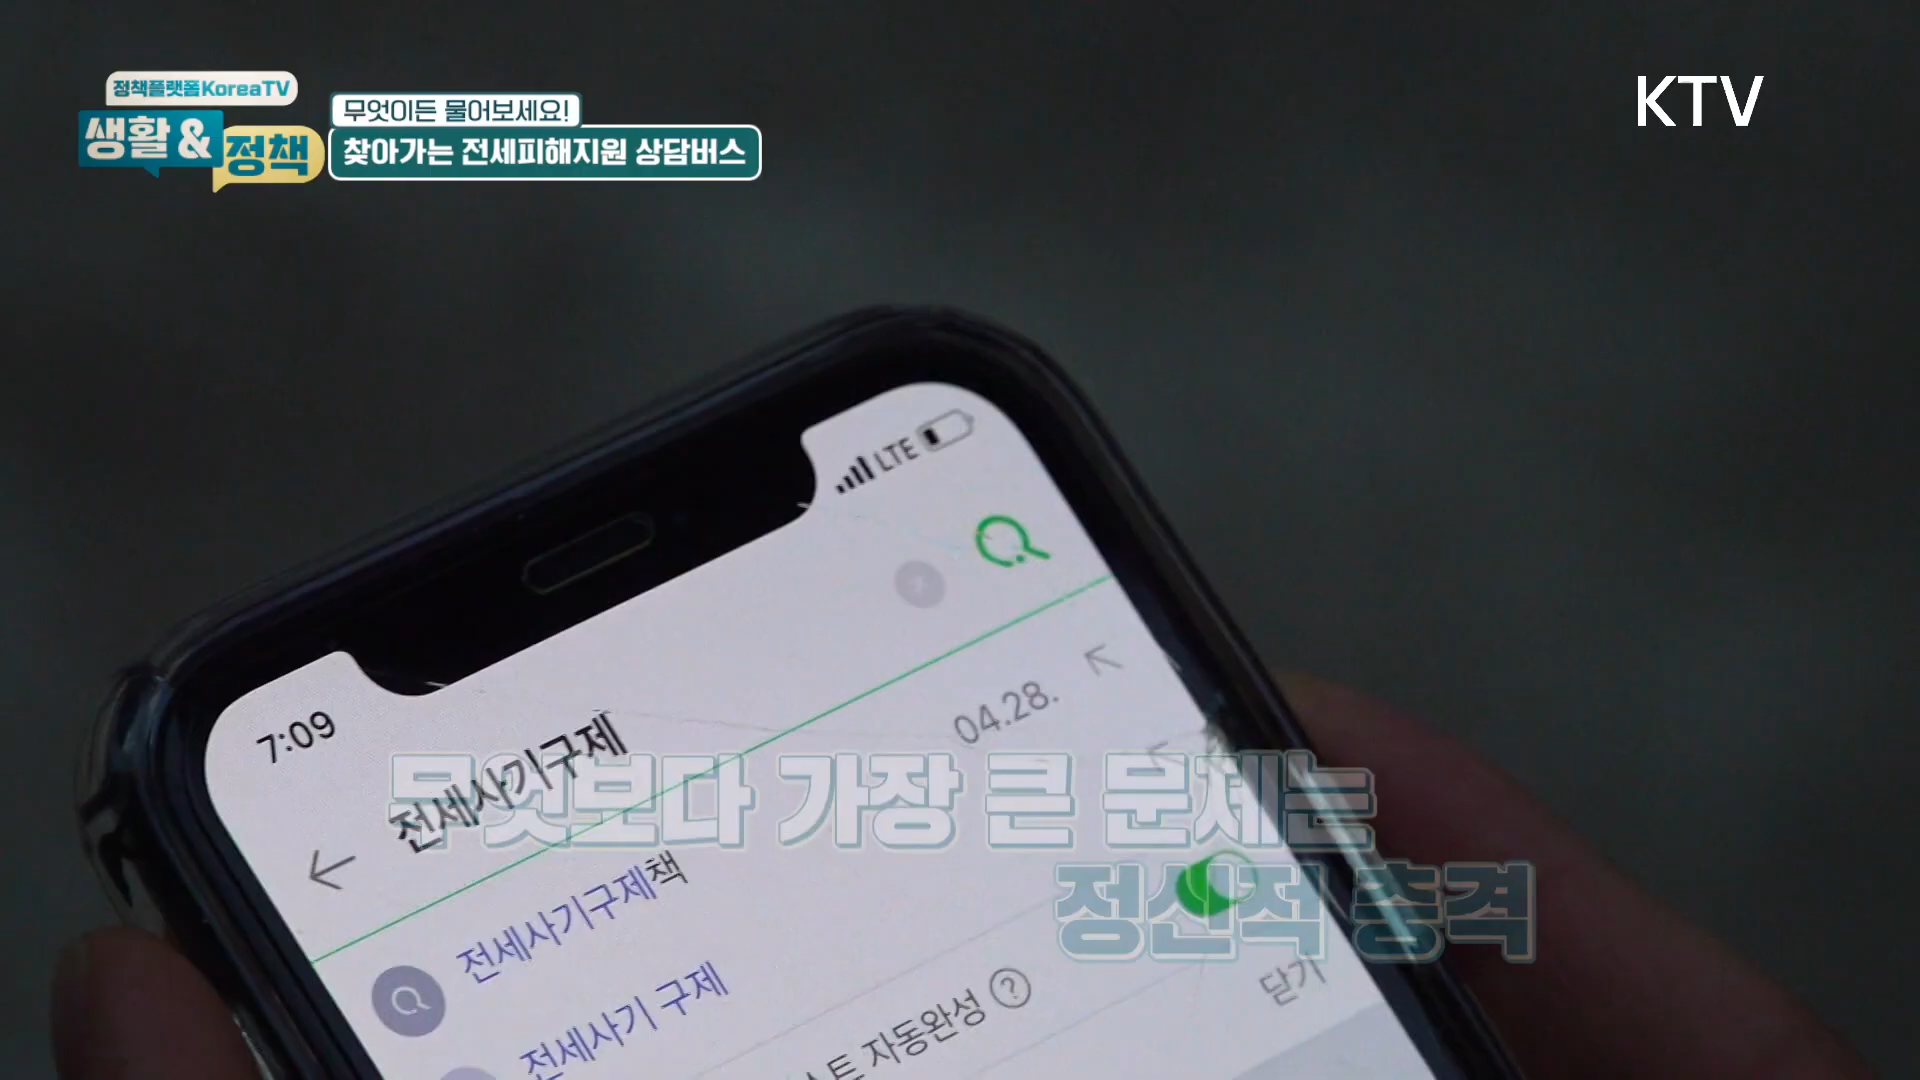 정책플랫폼KoreaTV
생활&정책
무엇이든 물어보세요!
찾아가는 전세피해지원 상담버스
KTV
LTE
7:09
전세사기구제
04.28.
무엇보다 가장 큰 문제는
정신적 충격
전세사기구제책
전세사기 구제
자동완성
닫기